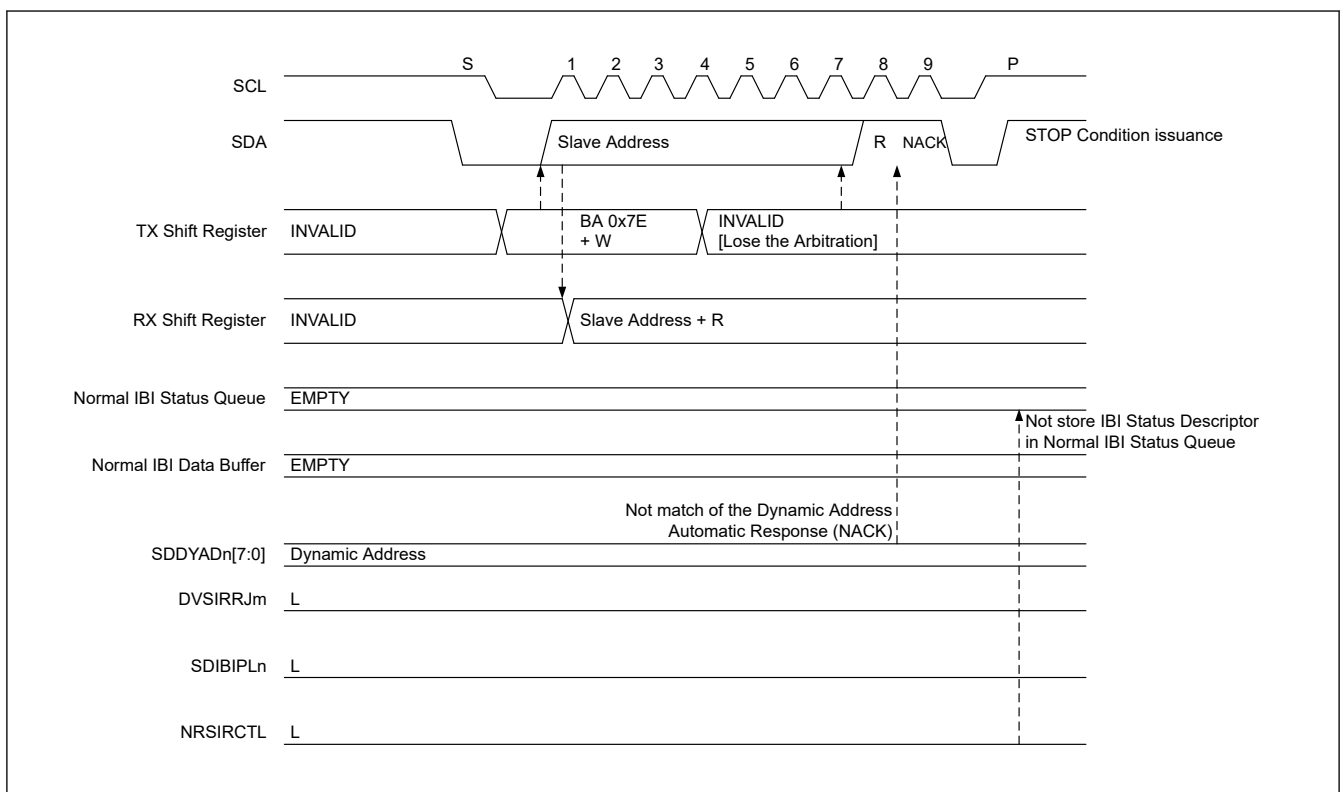 S 1 2 3 4 5 6 7 8 9 P
SCL
SDA Slave Address R NACK STOP Condition issuance
TX Shift Register INVALID BA 0x7E + W INVALID [Lose the Arbitration]
RX Shift Register INVALID Slave Address + R
Normal IBI Status Queue EMPTY
Not store IBI Status Descriptor
in Normal IBI Status Queue
Normal IBI Data Buffer EMPTY
Not match of the Dynamic Address
Automatic Response (NACK)
SDDYADn[7:0] Dynamic Address
DVSIRRJm L
SDIBIPLn L
NRSIRCTL L